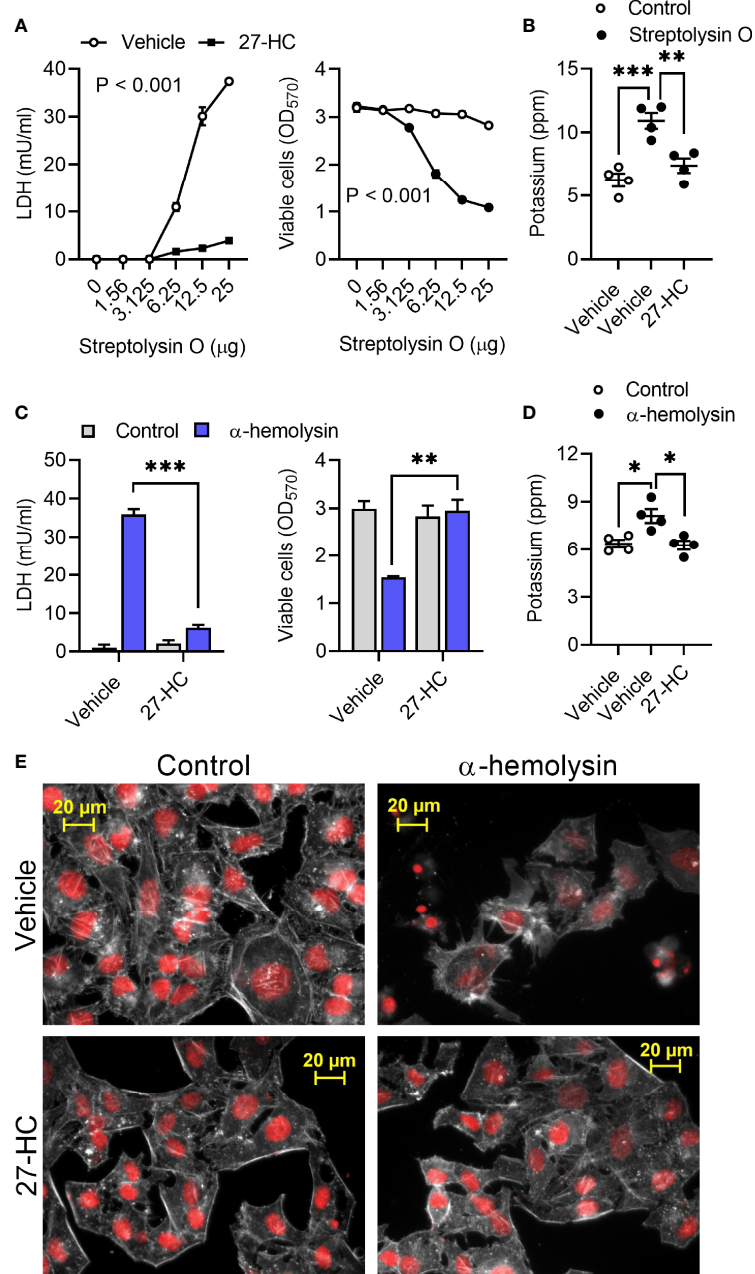 A
Vehicle 27-HC
P < 0.001
LDH (mU/ml)
40
30
20
10
0
0
1.56
3.125
6.25
12.5
25
Streptolysin O (μg)
Viable cells (OD570)
4
3
2
1
0
P < 0.001
0
1.56
3.125
6.25
12.5
25
Streptolysin O (μg)
B
Control
Streptolysin O
*** **
Potassium (ppm)
15
10
5
0
Vehicle
Vehicle
27-HC
C
Control α-hemolysin
***
LDH (mU/ml)
50
40
30
20
10
0
Vehicle
27-HC
**
Viable cells (OD570)
4
3
2
1
0
Vehicle
27-HC
D
Control
α-hemolysin
* *
Potassium (ppm)
12
9
6
3
0
Vehicle
Vehicle
27-HC
E
Control α-hemolysin
Vehicle
20 μm
20 μm
27-HC
20 μm
20 μm